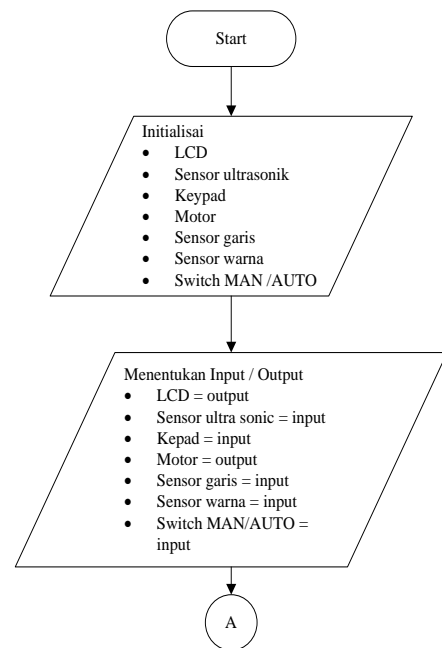 Start
Initialisai
• LCD
• Sensor ultrasonik
• Keypad
• Motor
• Sensor garis
• Sensor warna
• Switch MAN /AUTO
Menentukan Input / Output
• LCD = output
• Sensor ultra sonic = input
• Kepad = input
• Motor = output
• Sensor garis = input
• Sensor warna = input
• Switch MAN/AUTO =
input
A